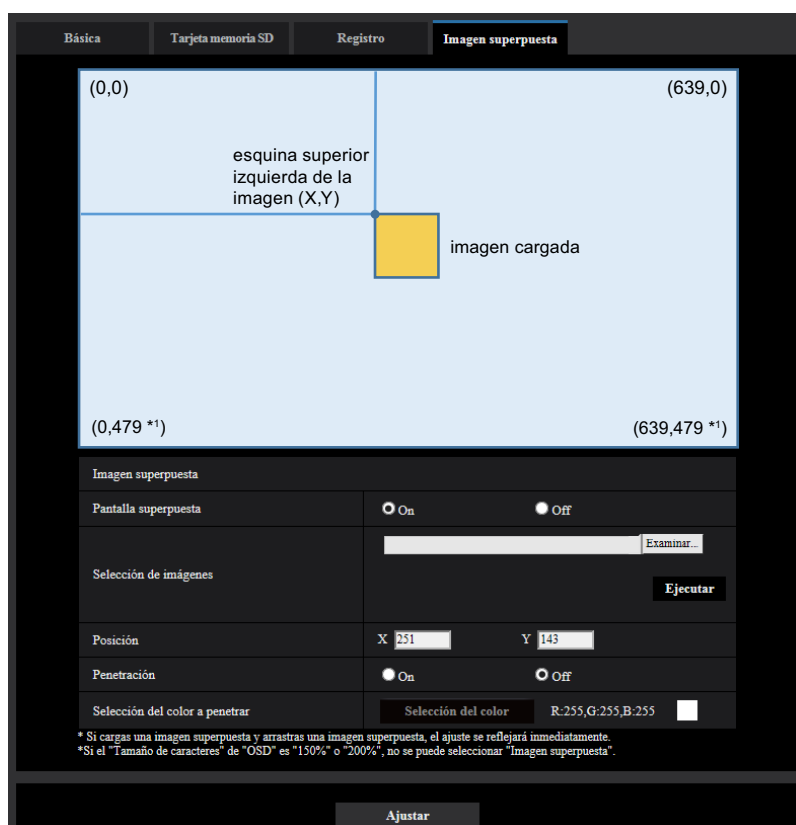 Básica Tarjeta memoria SD Registro Imagen superpuesta
(0,0) (639,0)
esquina superior
izquierda de la
imagen (X,Y)
imagen cargada
(0,479 *1) (639,479 *1)
Imagen superpuesta
Pantalla superpuesta On Off
Examinar...
Selección de imágenes
Ejecutar
Posición X 251 Y 143
Penetración On Off
Selección del color a penetrar Selección del color R:255,G:255,B:255
* Si cargas una imagen superpuesta y arrastras una imagen superpuesta, el ajuste se reflejará inmediatamente.
*Si el "Tamaño de caracteres" de "OSD" es "150%" o "200%", no se puede seleccionar "Imagen superpuesta".
Ajustar